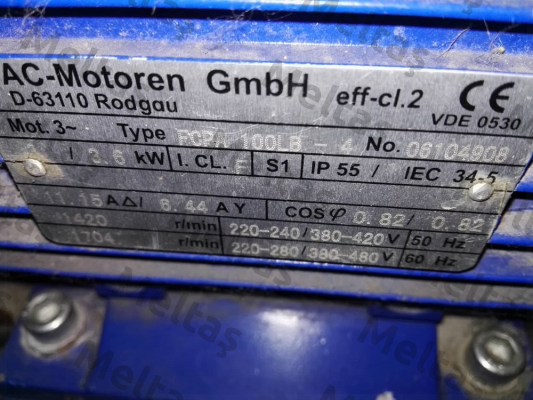 AC-Motoren GmbH eff-cl.2 CE
D-63110 Rodgau VDE 0530
Mot. 3~ Type FCPA 100LB - 4 No. 06104908
/ 3.6 kW I. CL. F S1 IP 55 / IEC 34-5
11.15 A Δ / 6.44 A Y COSφ 0.82 / 0.82
1420 r/min 220-240/380-420 V 50 Hz
1704 r/min 220-280/380-480 V 60 Hz
Meltaş